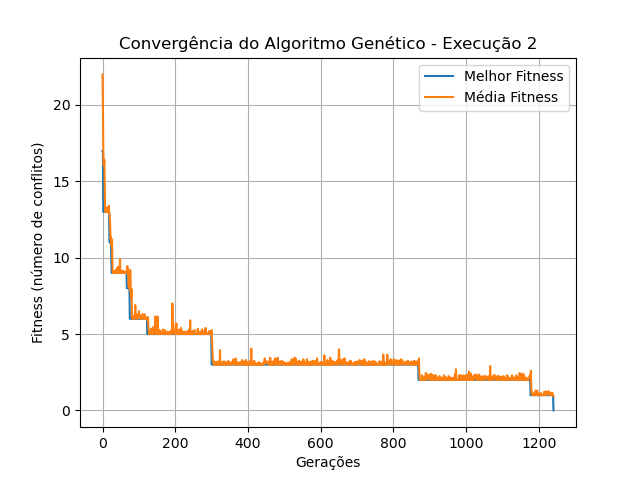 Convergência do Algoritmo Genético - Execução 2
Melhor Fitness
Média Fitness
Fitness (número de conflitos)
20
15
10
5
0
0 200 400 600 800 1000 1200
Gerações